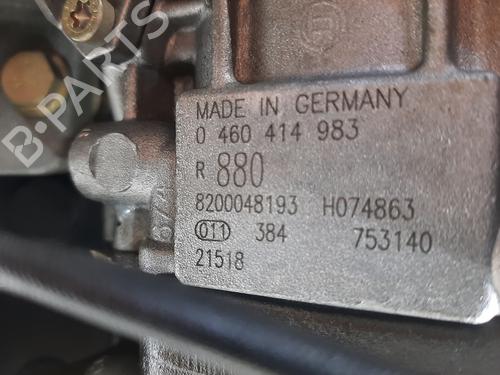 MADE IN GERMANY
0 460 414 983
R 880
8200048193 H074863
011 384 753140
21518
B-PARTS